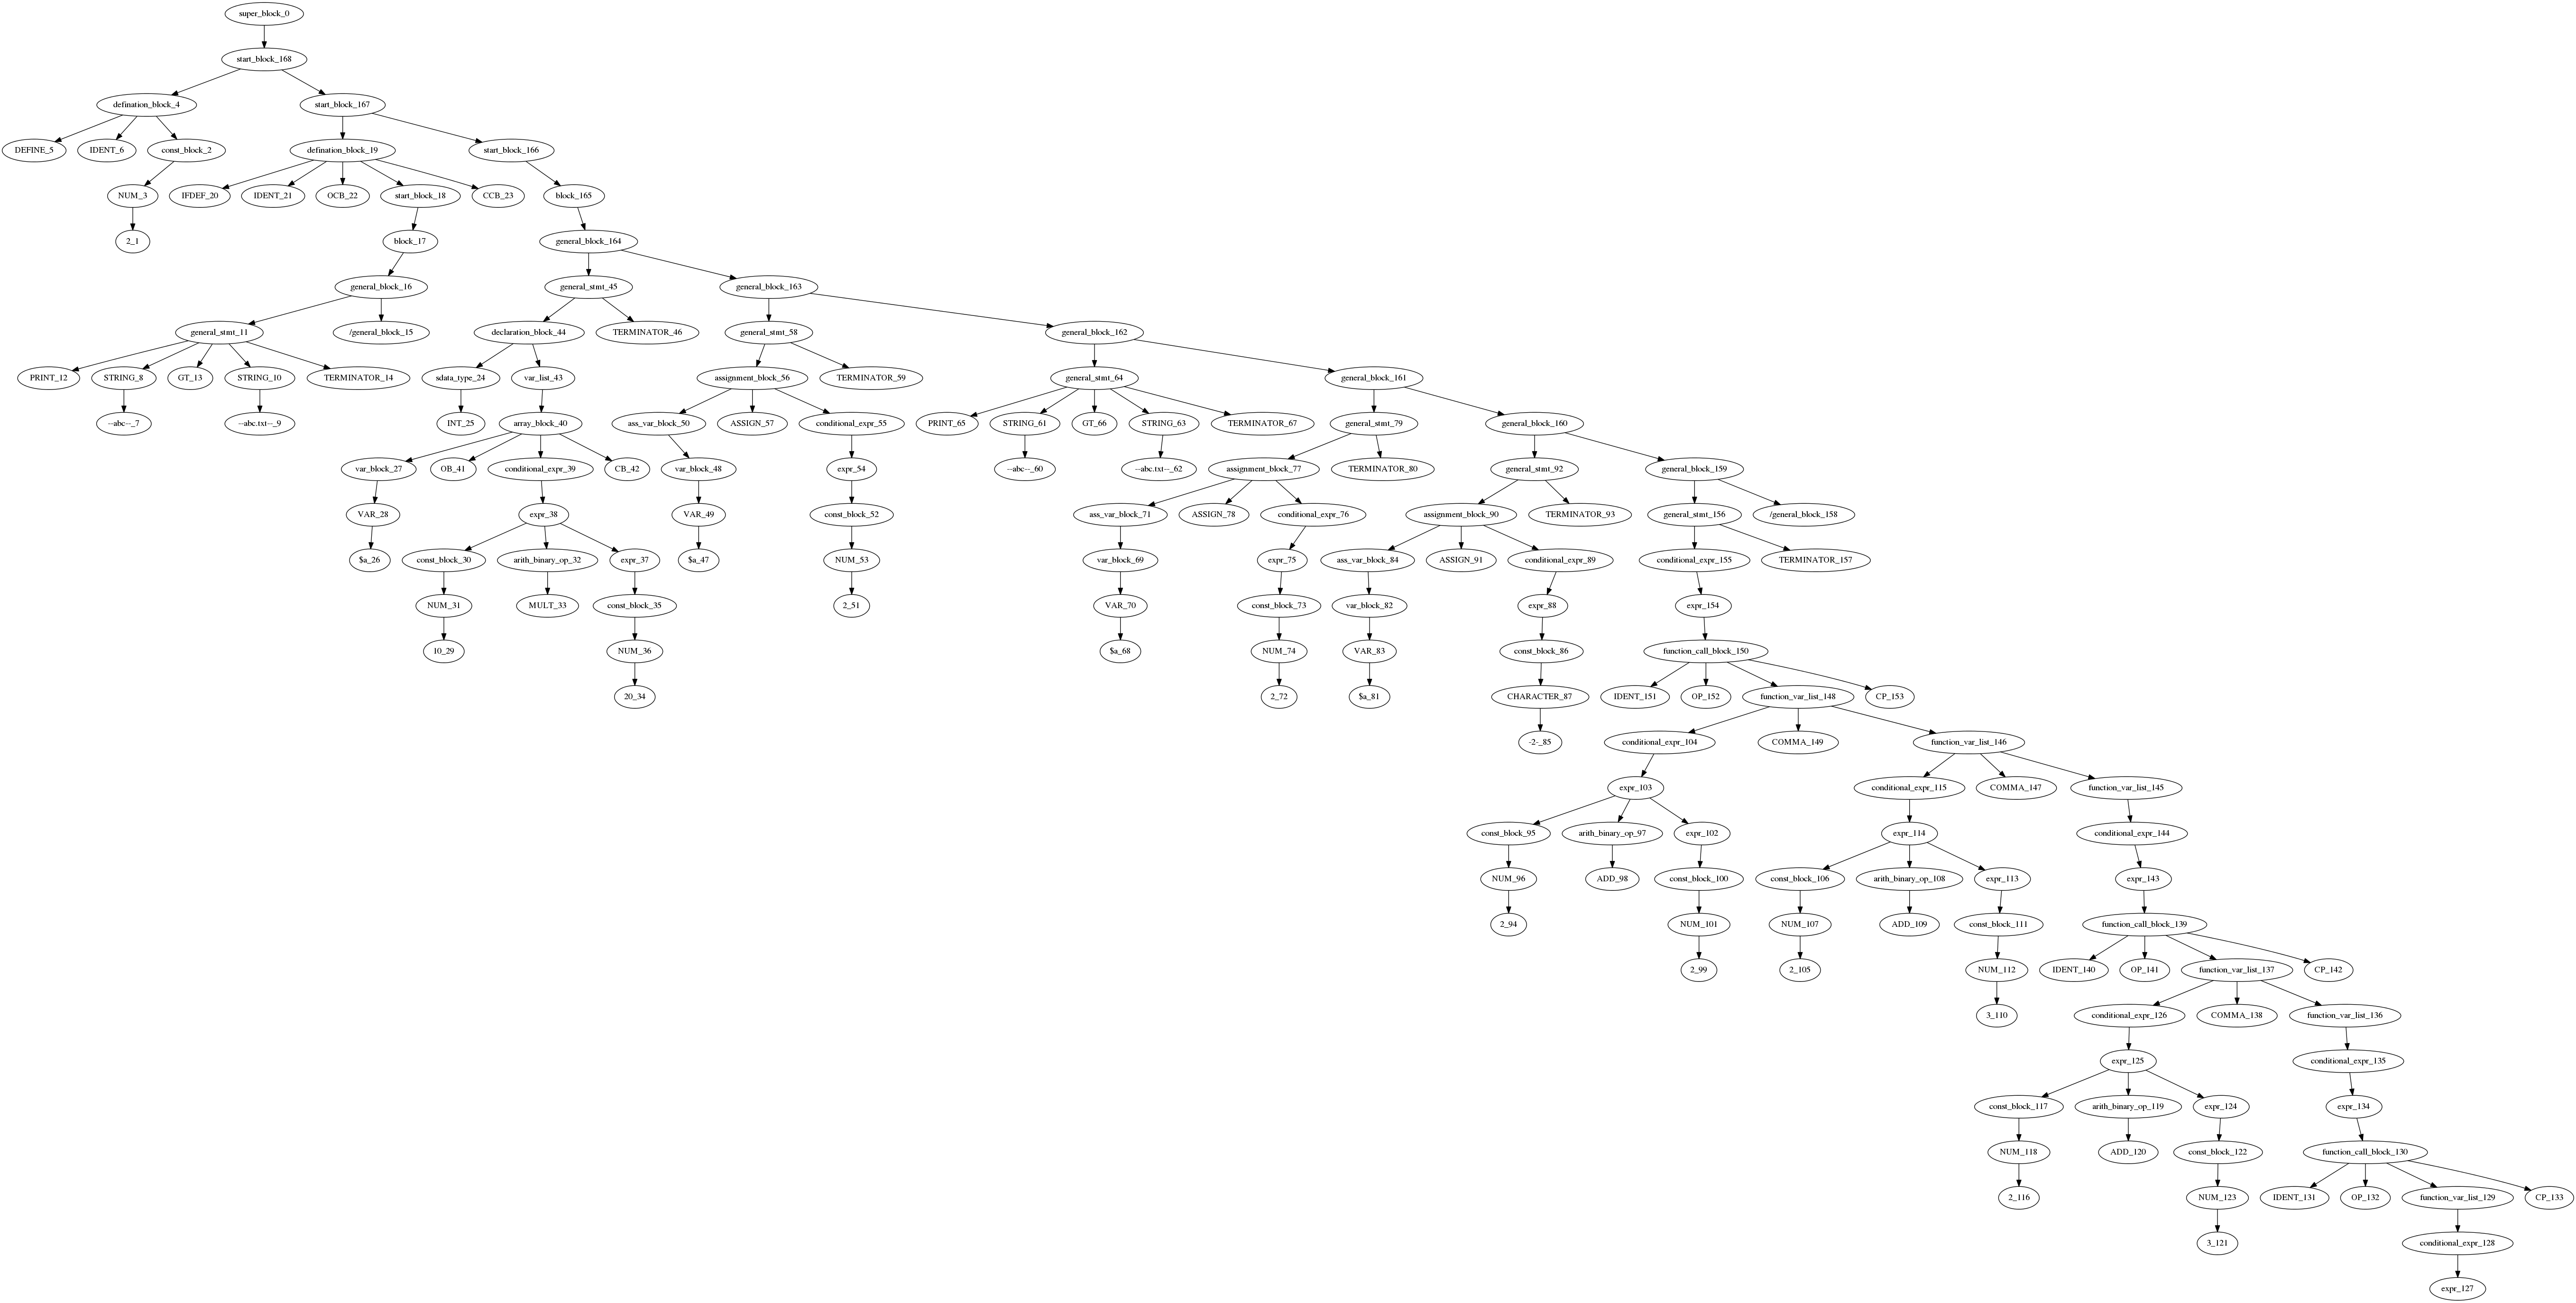 super_block_0
start_block_168
defination_block_4 start_block_167
DEFINE_5 IDENT_6 const_block_2 defination_block_19 start_block_166
NUM_3 IFDEF_20 IDENT_21 OCB_22 start_block_18 CCB_23 block_165
2_1 block_17 general_block_164
general_block_16 general_stmt_45 general_block_163
general_stmt_11 /general_block_15 declaration_block_44 TERMINATOR_46 general_stmt_58 general_block_162
PRINT_12 STRING_8 GT_13 STRING_10 TERMINATOR_14 sdata_type_24 var_list_43 assignment_block_56 TERMINATOR_59 general_stmt_64 general_block_161
--abc--_7 --abc.txt--_9 INT_25 array_block_40 ass_var_block_50 ASSIGN_57 conditional_expr_55 PRINT_65 STRING_61 GT_66 STRING_63 TERMINATOR_67 general_stmt_79 general_block_160
var_block_27 OB_41 conditional_expr_39 CB_42 var_block_48 expr_54 --abc--_60 --abc.txt--_62 assignment_block_77 TERMINATOR_80 general_stmt_92 general_block_159
VAR_28 expr_38 VAR_49 const_block_52 ass_var_block_71 ASSIGN_78 conditional_expr_76 assignment_block_90 TERMINATOR_93 general_stmt_156 /general_block_158
$a_26 const_block_30 arith_binary_op_32 expr_37 $a_47 NUM_53 var_block_69 expr_75 ass_var_block_84 ASSIGN_91 conditional_expr_89 conditional_expr_155 TERMINATOR_157
NUM_31 MULT_33 const_block_35 2_51 VAR_70 const_block_73 var_block_82 expr_88 expr_154
10_29 NUM_36 $a_68 NUM_74 VAR_83 const_block_86 function_call_block_150
20_34 2_72 $a_81 CHARACTER_87 IDENT_151 OP_152 function_var_list_148 CP_153
-2-_85 conditional_expr_104 COMMA_149 function_var_list_146
expr_103 conditional_expr_115 COMMA_147 function_var_list_145
const_block_95 arith_binary_op_97 expr_102 expr_114 conditional_expr_144
NUM_96 ADD_98 const_block_100 const_block_106 arith_binary_op_108 expr_113 expr_143
2_94 NUM_101 NUM_107 ADD_109 const_block_111 function_call_block_139
2_99 2_105 NUM_112 IDENT_140 OP_141 function_var_list_137 CP_142
3_110 conditional_expr_126 COMMA_138 function_var_list_136
expr_125 conditional_expr_135
const_block_117 arith_binary_op_119 expr_124 expr_134
NUM_118 ADD_120 const_block_122 function_call_block_130
2_116 NUM_123 IDENT_131 OP_132 function_var_list_129 CP_133
3_121 conditional_expr_128
expr_127